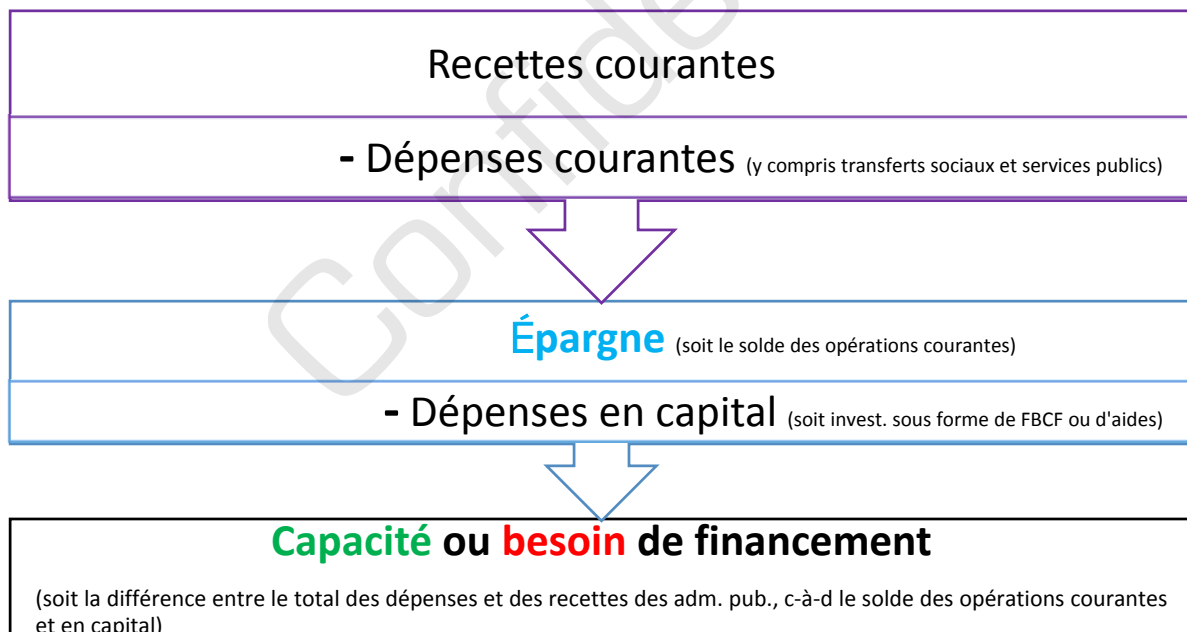 Recettes courantes
- Dépenses courantes (y compris transferts sociaux et services publics)
Épargne (soit le solde des opérations courantes)
- Dépenses en capital (soit invest. sous forme de FBCF ou d'aides)
Capacité ou besoin de financement
(soit la différence entre le total des dépenses et des recettes des adm. pub., c-à-d le solde des opérations courantes
et en capital)
Confide